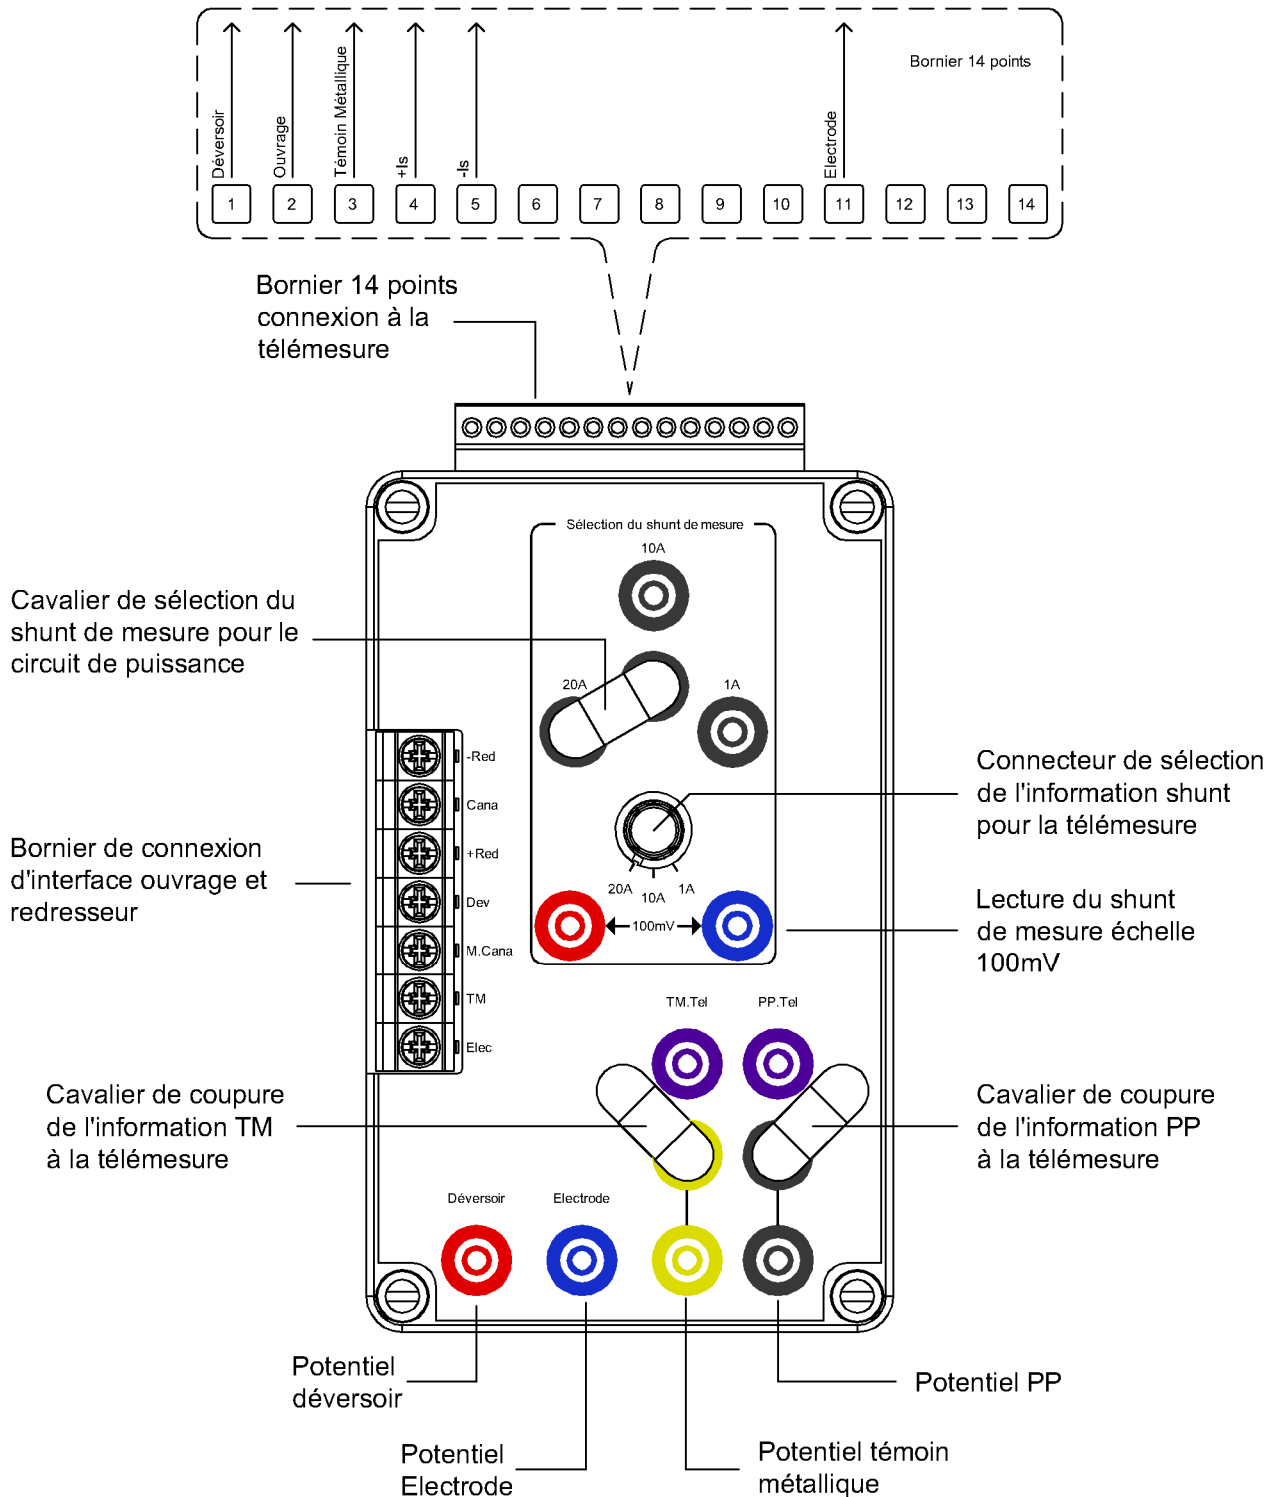 Bornier 14 points
Déversoir
Ouvrage
Témoin Métallique
+Is
-Is
Electrode
1 2 3 4 5 6 7 8 9 10 11 12 13 14
Bornier 14 points
connexion à la
télémesure
Sélection du shunt de mesure
10A
20A
1A
Cavalier de sélection du
shunt de mesure pour le
circuit de puissance
-Red
Cana
+Red
Dev
M.Cana
TM
Elec
Bornier de connexion
d'interface ouvrage et
redresseur
Connecteur de sélection
de l'information shunt
pour la télémesure
20A
10A
1A
100mV
Lecture du shunt
de mesure échelle
100mV
TM.Tel
PP.Tel
Cavalier de coupure
de l'information TM
à la télémesure
Cavalier de coupure
de l'information PP
à la télémesure
Déversoir
Electrode
Potentiel
déversoir
Potentiel PP
Potentiel
Electrode
Potentiel témoin
métallique